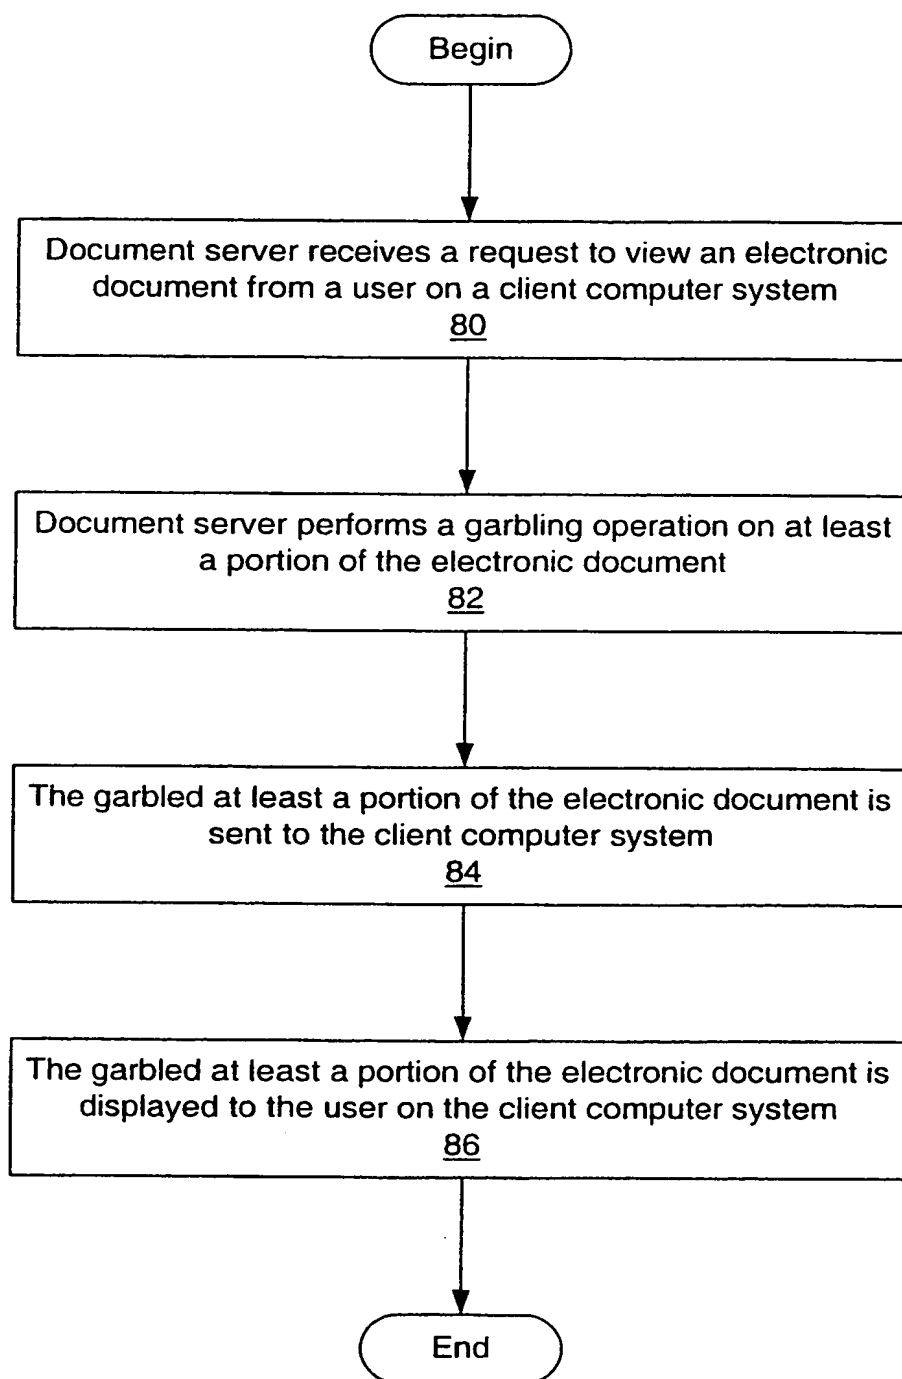 Begin
Document server receives a request to view an electronic
document from a user on a client computer system
80
Document server performs a garbling operation on at least
a portion of the electronic document
82
The garbled at least a portion of the electronic document is
sent to the client computer system
84
The garbled at least a portion of the electronic document is
displayed to the user on the client computer system
86
End